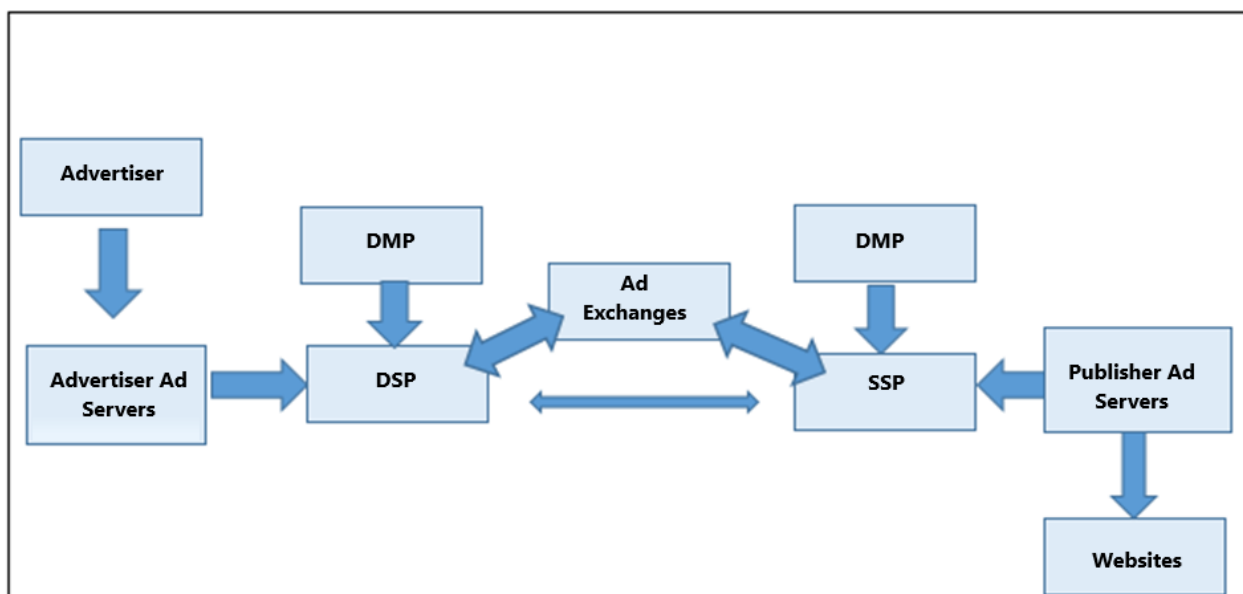 Advertiser
DMP
DMP
Ad
Exchanges
Advertiser Ad
Servers
DSP
SSP
Publisher Ad
Servers
Websites